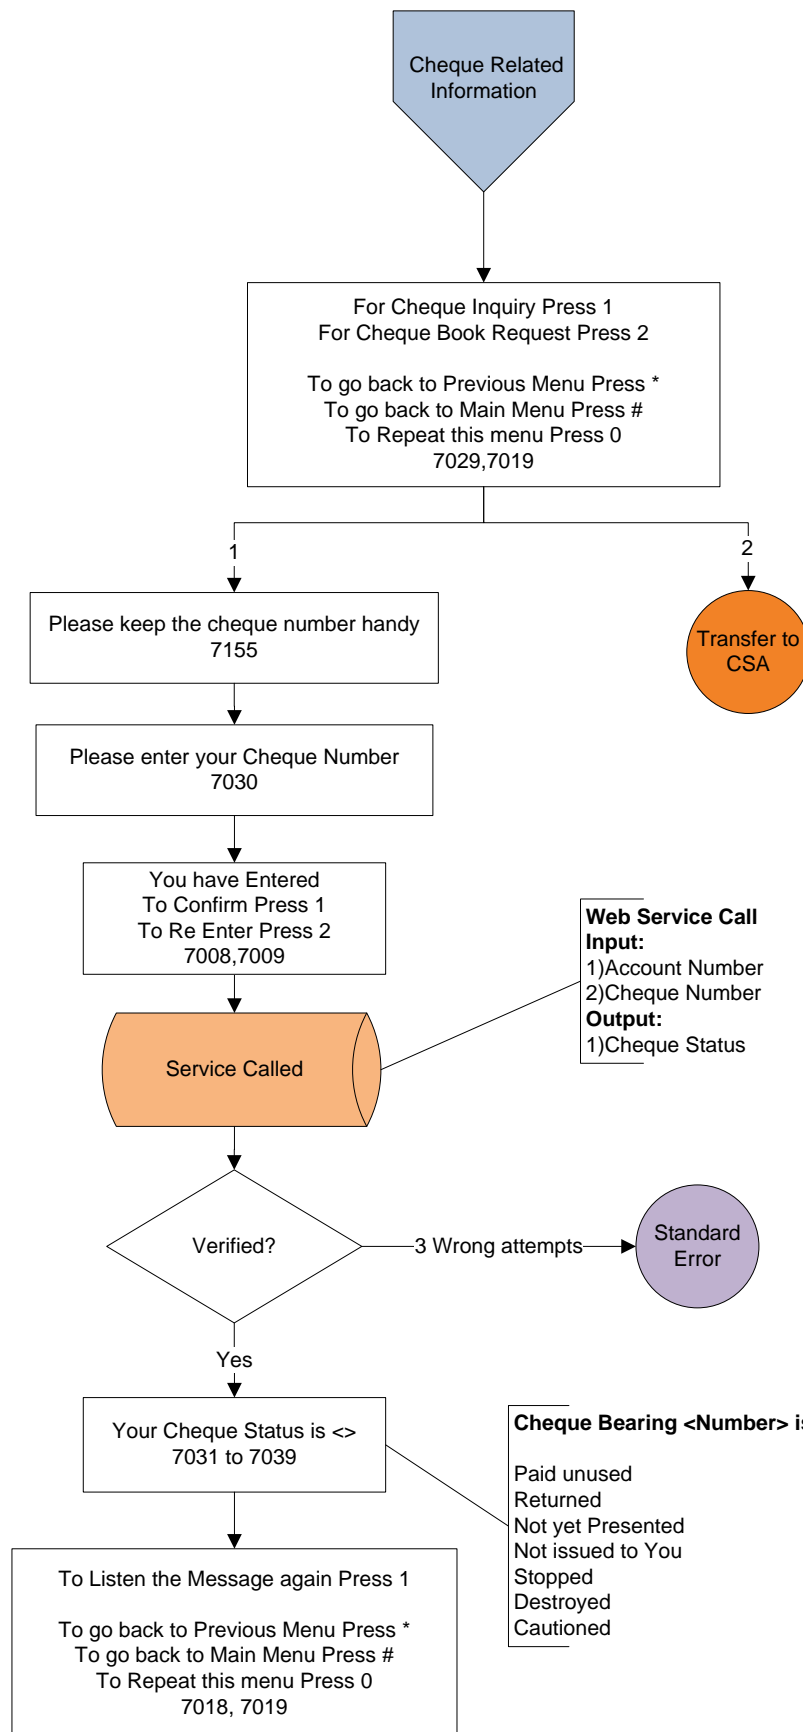 Cheque Related
Information
For Cheque Inquiry Press 1
For Cheque Book Request Press 2
To go back to Previous Menu Press *
To go back to Main Menu Press #
To Repeat this menu Press 0
7029,7019
1
2
Please keep the cheque number handy
7155
Transfer to
CSA
Please enter your Cheque Number
7030
You have Entered
To Confirm Press 1
To Re Enter Press 2
7008,7009
Web Service Call
Input:
1)Account Number
2)Cheque Number
Output:
1)Cheque Status
Service Called
Verified?
3 Wrong attempts
Standard
Error
Yes
Your Cheque Status is <>
7031 to 7039
Cheque Bearing <Number> is
Paid unused
Returned
Not yet Presented
Not issued to You
Stopped
Destroyed
Cautioned
To Listen the Message again Press 1
To go back to Previous Menu Press *
To go back to Main Menu Press #
To Repeat this menu Press 0
7018, 7019